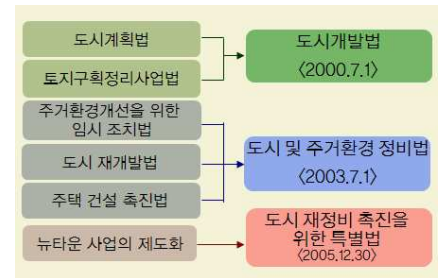 도시계획법
토지구획정리사업법
도시개발법
〈2000.7.1〉
주거환경개선을 위한
임시 조치법
도시 재개발법
주택 건설 촉진법
도시 및 주거환경 정비법
〈2003.7.1〉
뉴타운 사업의 제도화
도시 재정비 촉진을
위한 특별법
〈2005.12.30〉